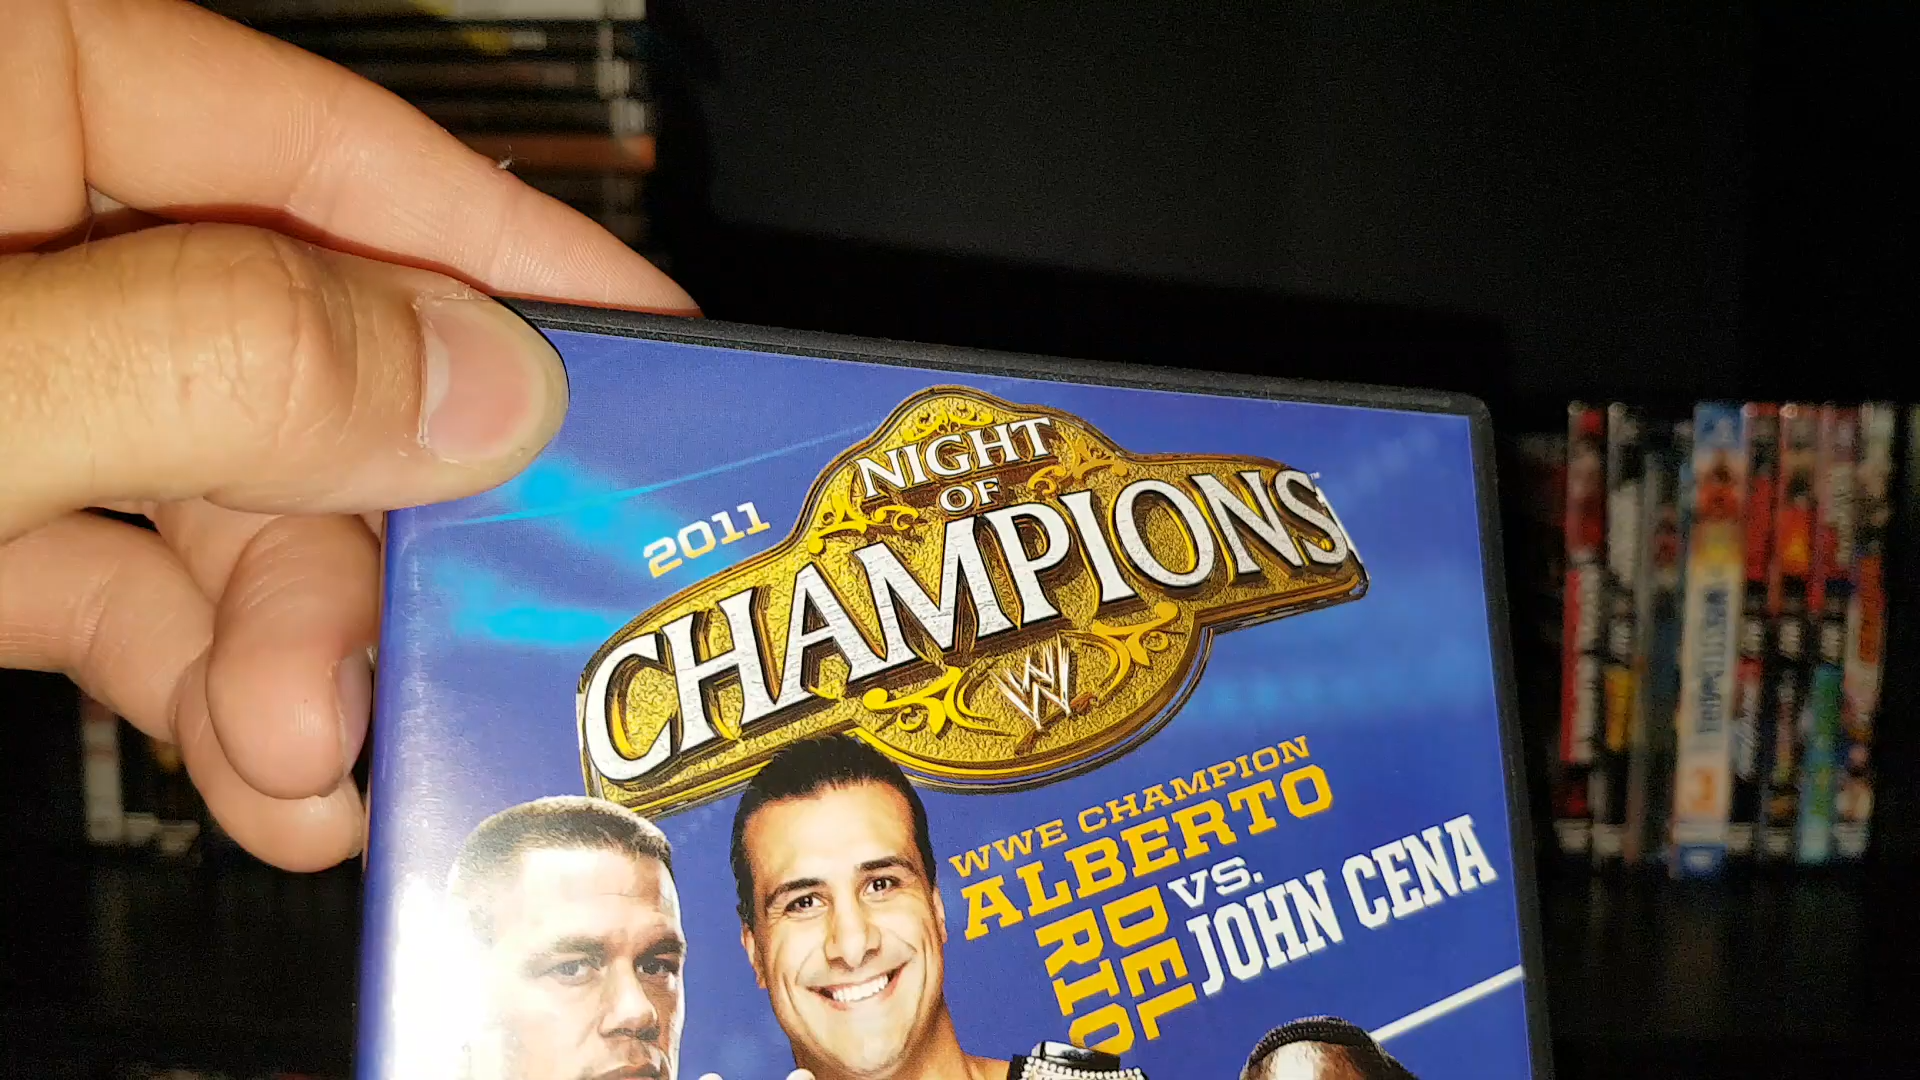 2011
NIGHT
OF
CHAMPIONS
W
WWE CHAMPION
ALBERTO
DEL
RIO
VS.
JOHN CENA